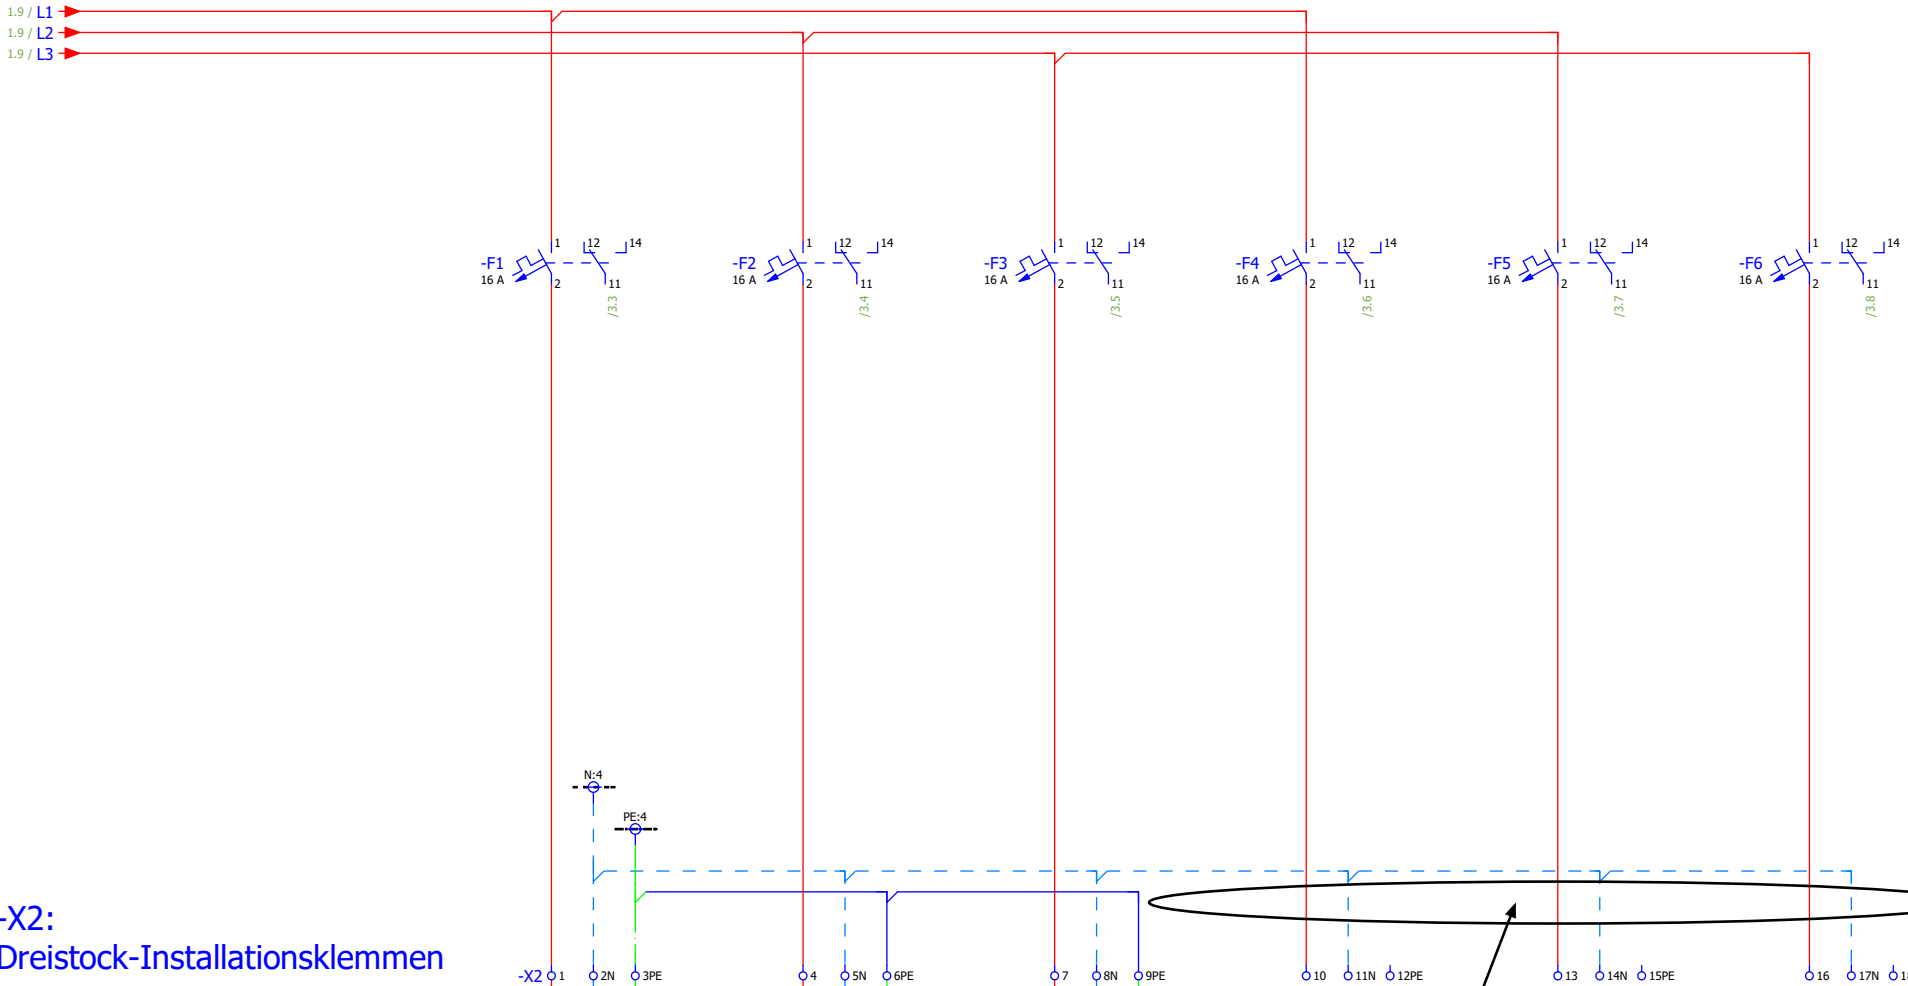 1.9 / L1
1.9 / L2
1.9 / L3
-F1 16 A 1 2 12 14 11 /3.3
-F2 16 A 1 2 12 14 11 /3.4
-F3 16 A 1 2 12 14 11 /3.5
-F4 16 A 1 2 12 14 11 /3.6
-F5 16 A 1 2 12 14 11 /3.7
-F6 16 A 1 2 12 14 11 /3.8
N:4
PE:4
-X2:
Dreistock-Installationsklemmen
-X2 1 2N 3PE 4 5N 6PE 7 8N 9PE 10 11N 12PE 13 14N 15PE 16 17N